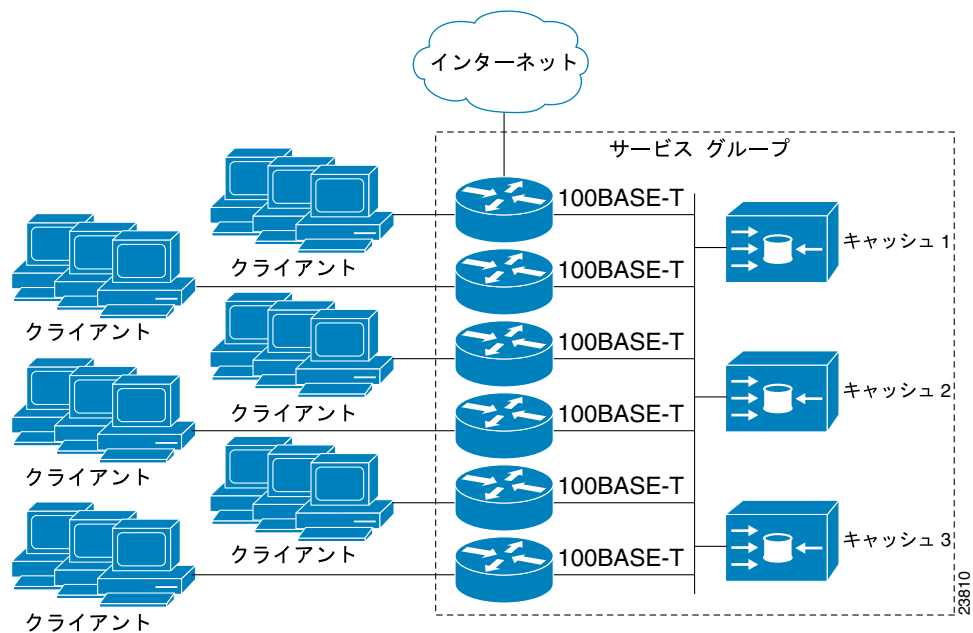 インターネット
サービス グループ
100BASE-T
キャッシュ 1
クライアント
100BASE-T
クライアント
100BASE-T
キャッシュ 2
クライアント
100BASE-T
クライアント
100BASE-T
キャッシュ 3
クライアント
100BASE-T
クライアント
23810